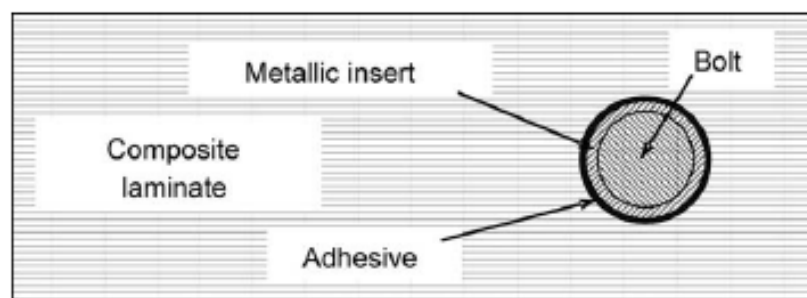 Bolt
Metallic insert
Composite
laminate
Adhesive